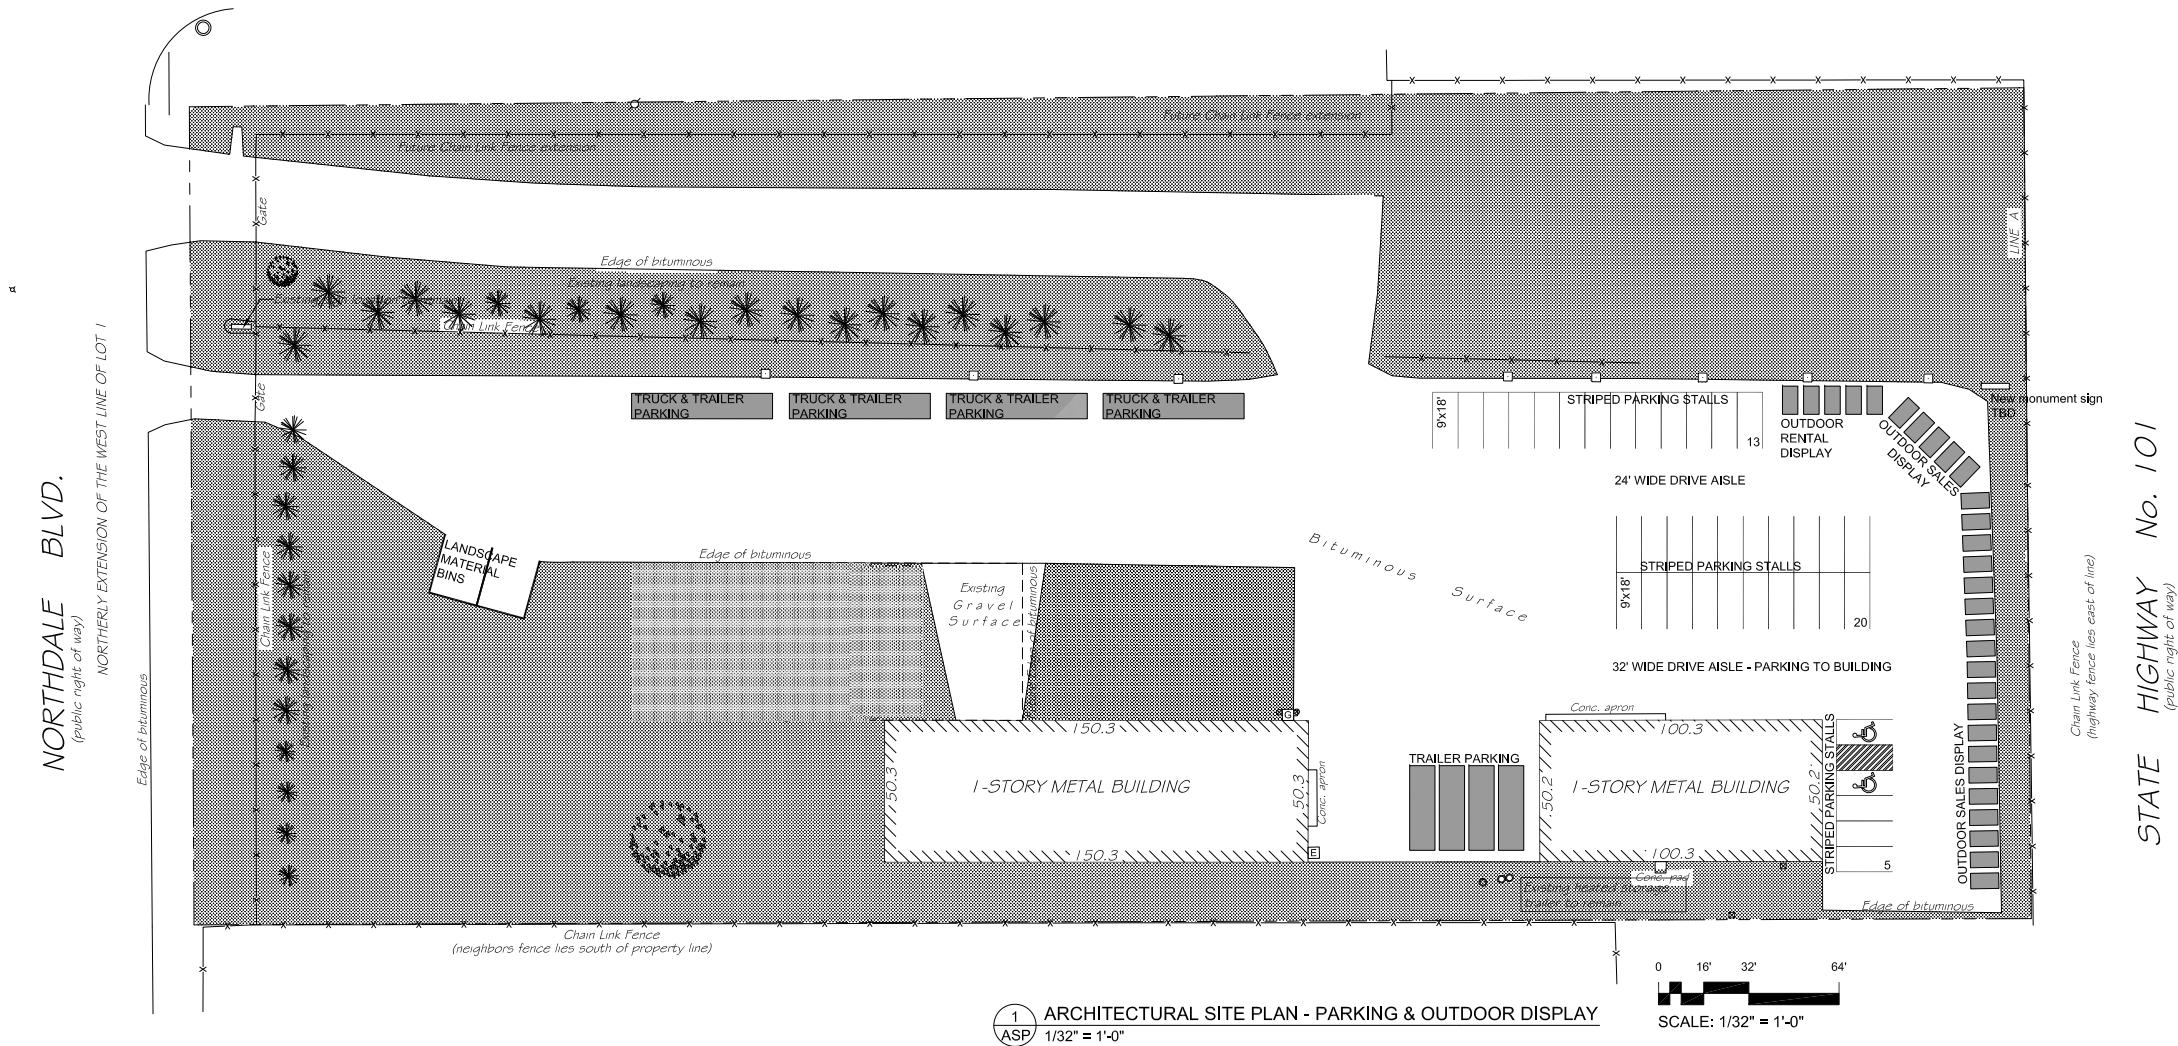 Future Chain Link Fence extension
Future Chain Link Fence extension
Gate
LINE A
Edge of bituminous
Existing landscaping to remain
Existing
Chain Link Fence
Gate
TRUCK & TRAILER
PARKING
TRUCK & TRAILER
PARKING
TRUCK & TRAILER
PARKING
TRUCK & TRAILER
PARKING
9'x18'
STRIPED PARKING STALLS
13
OUTDOOR
RENTAL
DISPLAY
OUTDOOR SALES
DISPLAY
New monument sign
TBD
24' WIDE DRIVE AISLE
NORTHDALE BLVD.
(public right of way)
NORTHERLY EXTENSION OF THE WEST LINE OF LOT 1
Edge of bituminous
Chain Link Fence
Existing landscaping to remain
LANDSCAPE
MATERIAL
BINS
Edge of bituminous
Existing
Gravel
Surface
Edge of bituminous
Bituminous Surface
STRIPED PARKING STALLS
9'x18'
20
32' WIDE DRIVE AISLE - PARKING TO BUILDING
STATE HIGHWAY No. 101
(public right of way)
Chain Link Fence
(highway fence lies east of line)
G
150.3
50.3
1-STORY METAL BUILDING
50.3
Conc. apron
150.3
E
TRAILER PARKING
Conc. apron
100.3
50.2
1-STORY METAL BUILDING
50.2
100.3
STRIPED PARKING STALLS
5
OUTDOOR SALES DISPLAY
Conc. pad
Existing heated storage
trailer to remain
Edge of bituminous
Chain Link Fence
(neighbors fence lies south of property line)
0 16' 32' 64'
SCALE: 1/32" = 1'-0"
1
ASP
ARCHITECTURAL SITE PLAN - PARKING & OUTDOOR DISPLAY
1/32" = 1'-0"